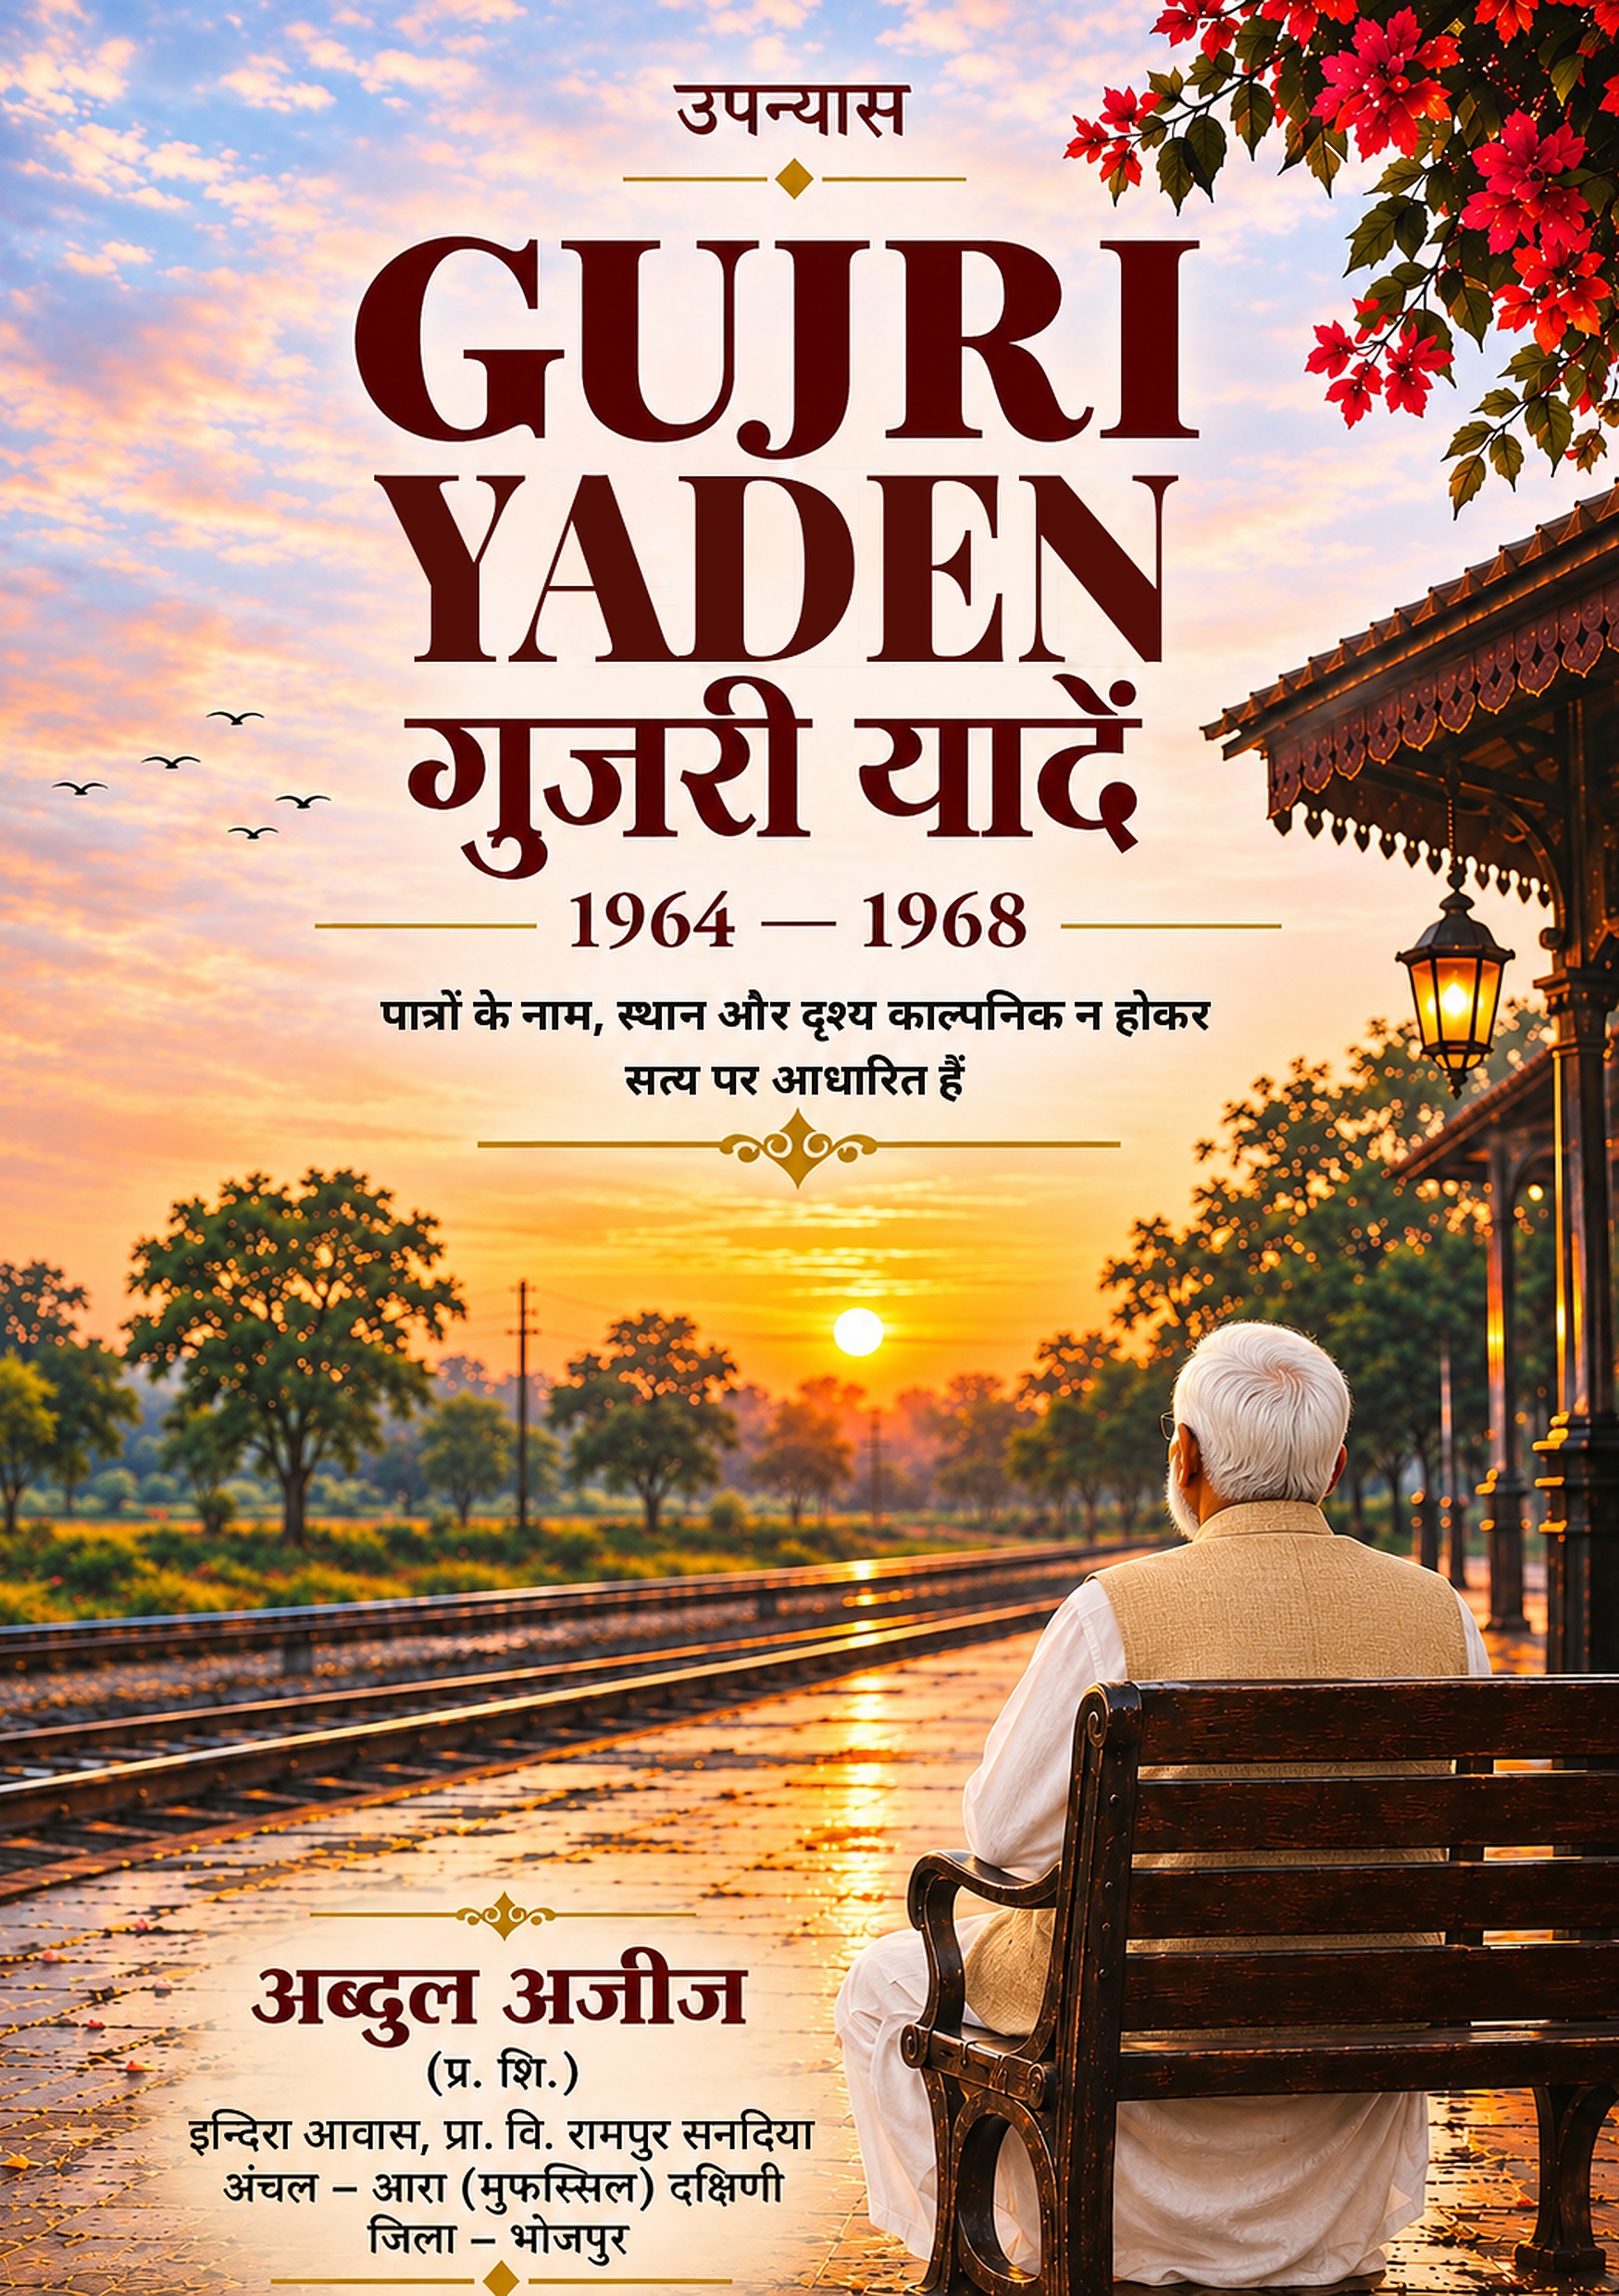 उपन्यास
GUJRI
YADEN
गुजरी यादें
1964 — 1968
पात्रों के नाम, स्थान और दृश्य काल्पनिक न होकर
सत्य पर आधारित हैं
अब्दुल अजीज
(प्र. शि.)
इन्दिरा आवास, प्रा. वि. रामपुर सनदिया
अंचल – आरा (मुफस्सिल) दक्षिणी
जिला – भोजपुर